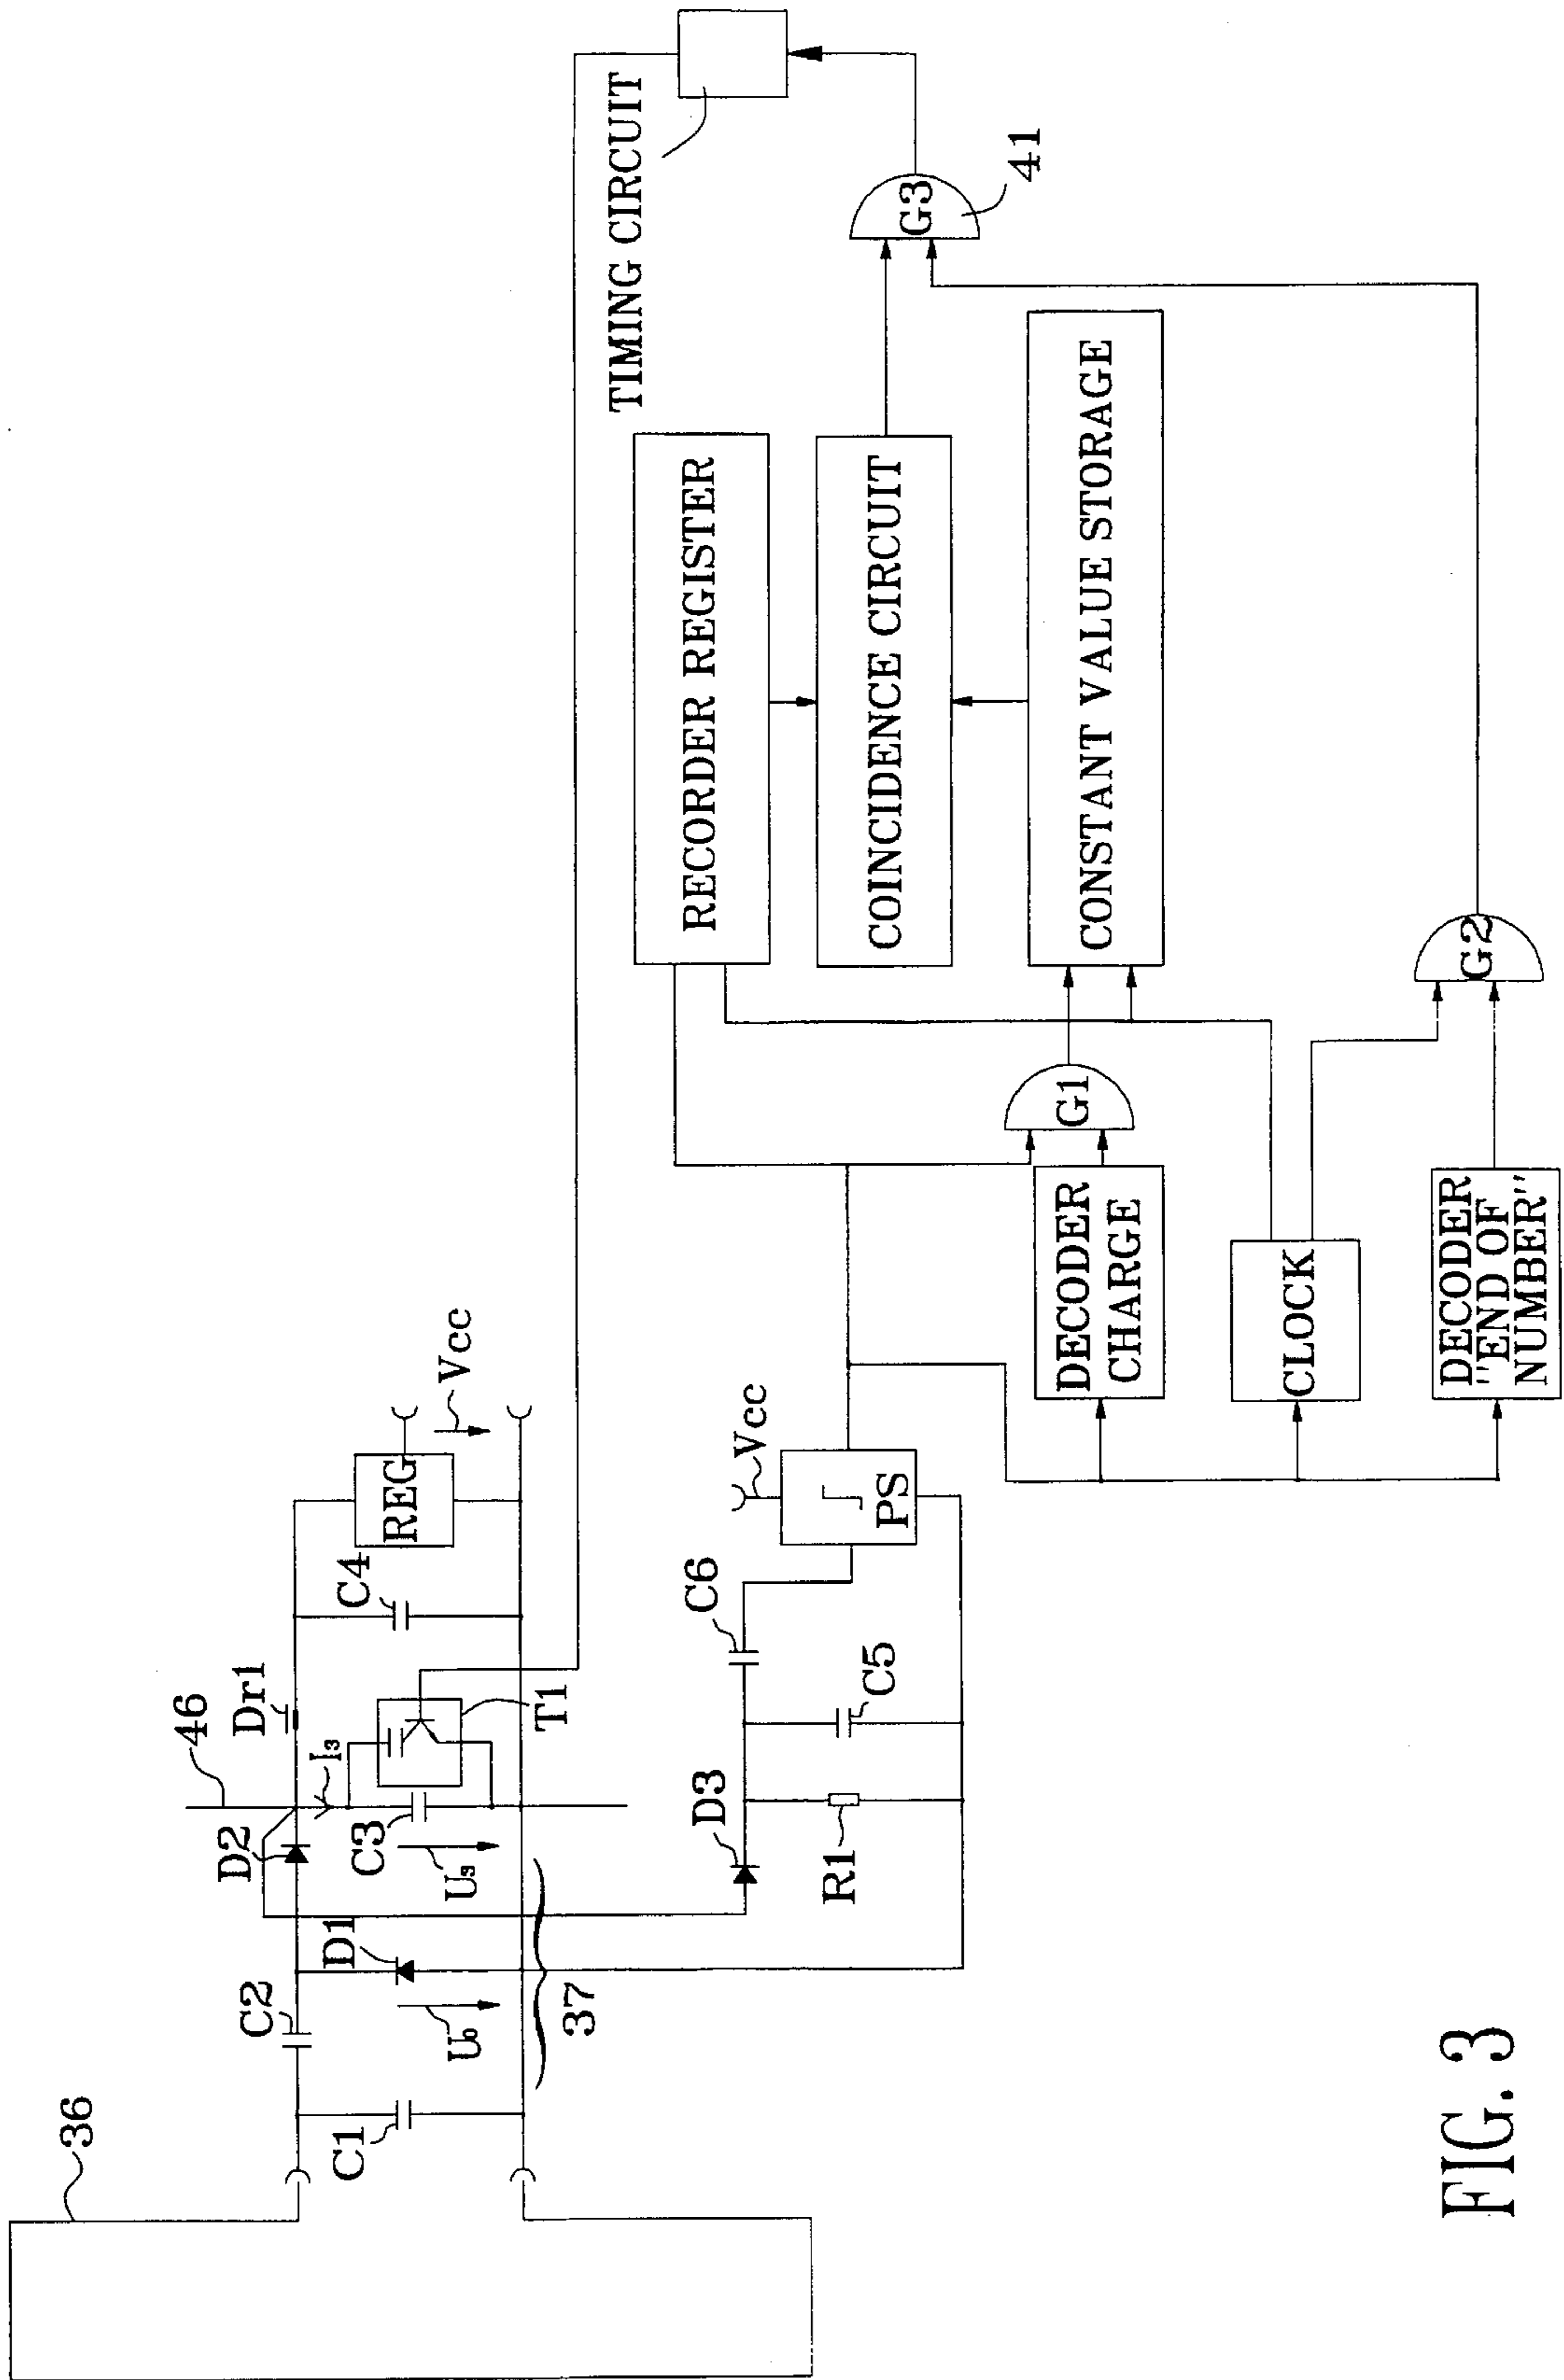 36
C1
C2
U₀
D1
37
D2
46
Dr1
I₃
C3
U₃
T1
C4
REG
Vcc
D3
R1
C5
C6
Vcc
PS
DECODER
CHARGE
CLOCK
DECODER
"END OF
NUMBER"
G1
G2
RECORDER REGISTER
COINCIDENCE CIRCUIT
CONSTANT VALUE STORAGE
G3
41
TIMING CIRCUIT
FIG. 3